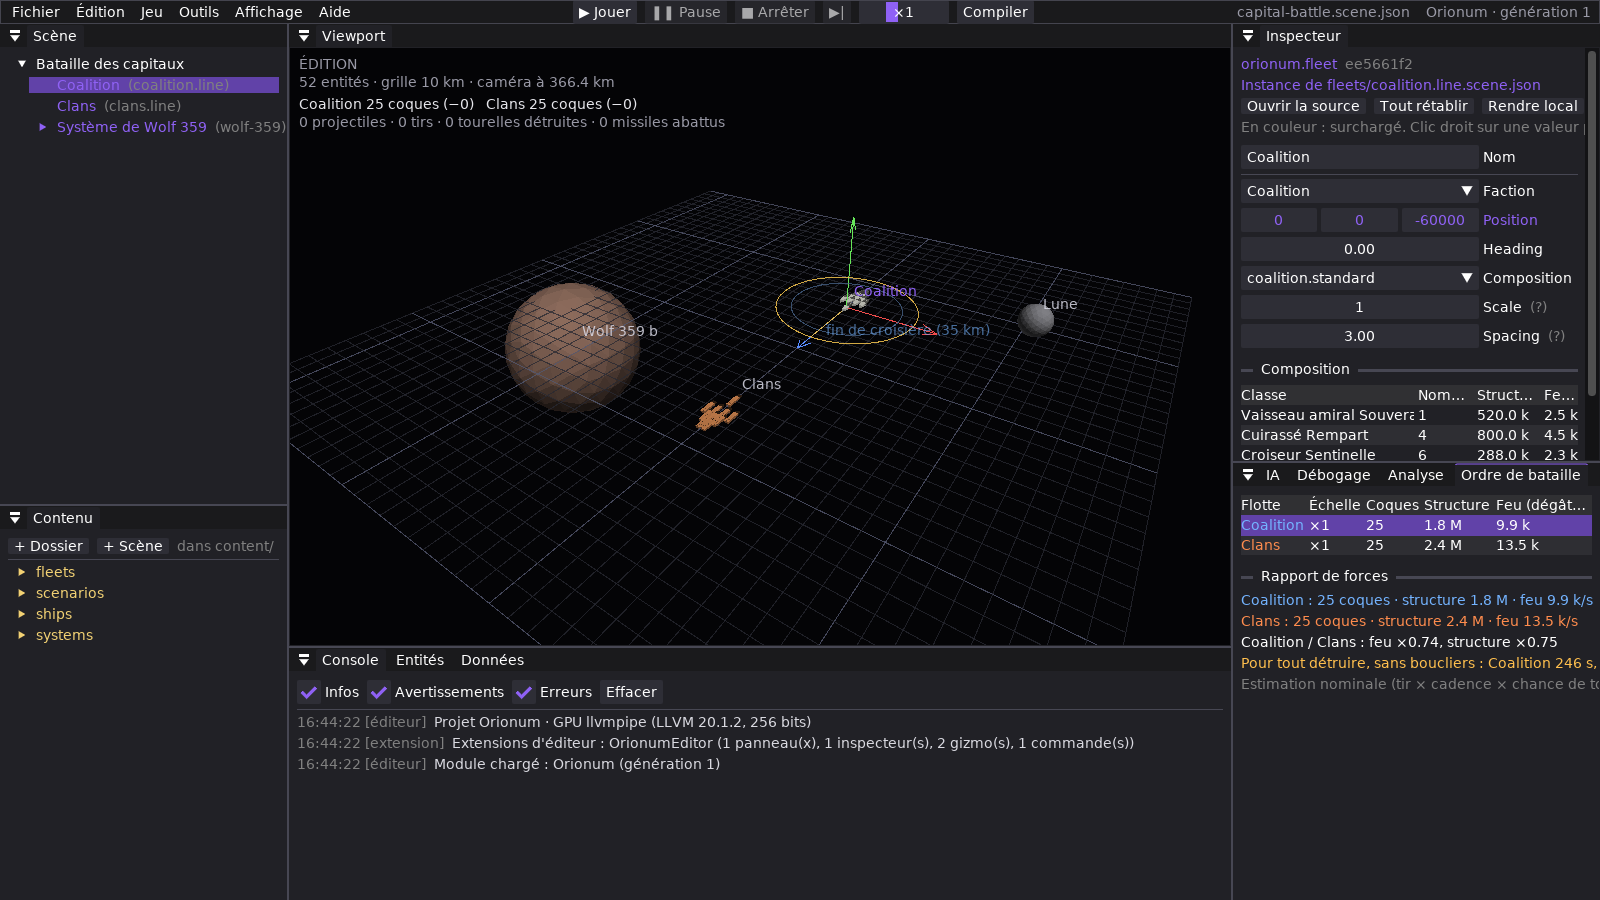 Fichier Édition Jeu Outils Affichage Aide
▶ Jouer ❚❚ Pause ■ Arrêter ▶| ×1 Compiler
capital-battle.scene.json Orionum · génération 1
Scène
Bataille des capitaux
Coalition (coalition.line)
Clans (clans.line)
Système de Wolf 359 (wolf-359)
Contenu
+ Dossier + Scène dans content/
fleets
scenarios
ships
systems
Viewport
ÉDITION
52 entités · grille 10 km · caméra à 366.4 km
Coalition 25 coques (−0) Clans 25 coques (−0)
0 projectiles · 0 tirs · 0 tourelles détruites · 0 missiles abattus
Coalition
Lune
Wolf 359 b
fin de croisière (35 km)
Clans
Console Entités Données
Infos Avertissements Erreurs Effacer
16:44:22 [éditeur] Projet Orionum · GPU llvmpipe (LLVM 20.1.2, 256 bits)
16:44:22 [extension] Extensions d'éditeur : OrionumEditor (1 panneau(x), 1 inspecteur(s), 2 gizmo(s), 1 commande(s))
16:44:22 [éditeur] Module chargé : Orionum (génération 1)
Inspecteur
orionum.fleet ee5661f2
Instance de fleets/coalition.line.scene.json
Ouvrir la source Tout rétablir Rendre local
En couleur : surchargé. Clic droit sur une valeur
Coalition Nom
Coalition Faction
0 0 -60000 Position
0.00 Heading
coalition.standard Composition
1 Scale (?)
3.00 Spacing (?)
Composition
Classe Nom... Struct... Fe...
Vaisseau amiral Souvera 1 520.0 k 2.5 k
Cuirassé Rempart 4 800.0 k 4.5 k
Croiseur Sentinelle 6 288.0 k 2.3 k
IA Débogage Analyse Ordre de bataille
Flotte Échelle Coques Structure Feu (dégât...
Coalition ×1 25 1.8 M 9.9 k
Clans ×1 25 2.4 M 13.5 k
Rapport de forces
Coalition : 25 coques · structure 1.8 M · feu 9.9 k/s
Clans : 25 coques · structure 2.4 M · feu 13.5 k/s
Coalition / Clans : feu ×0.74, structure ×0.75
Pour tout détruire, sans boucliers : Coalition 246 s,
Estimation nominale (tir × cadence × chance de to